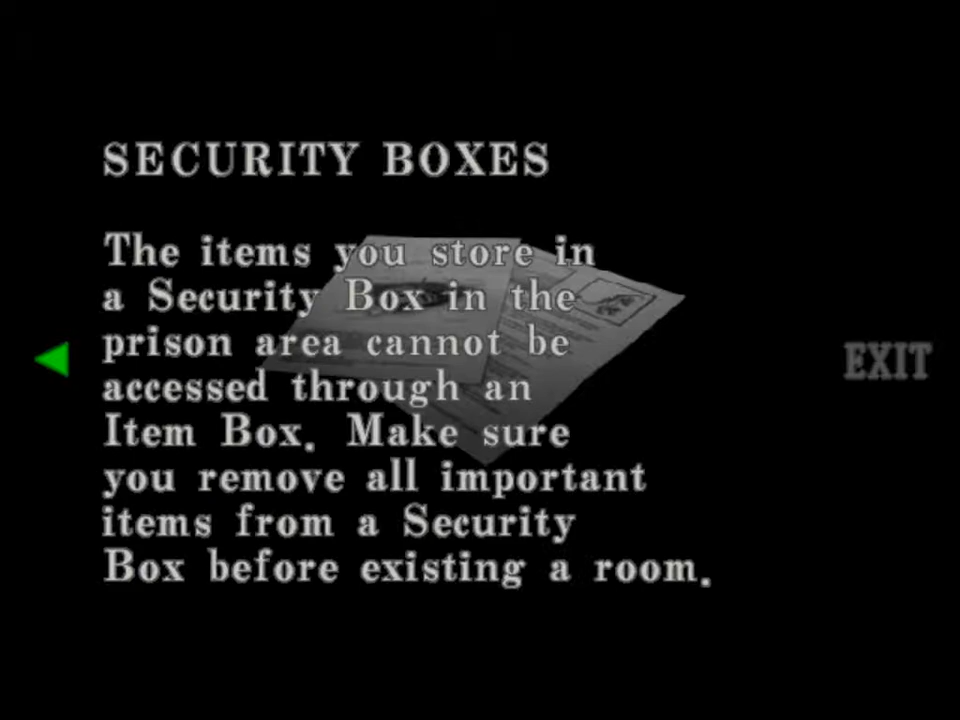 SECURITY BOXES
The items you store in
a Security Box in the
prison area cannot be
accessed through an
Item Box. Make sure
you remove all important
items from a Security
Box before existing a room.
EXIT